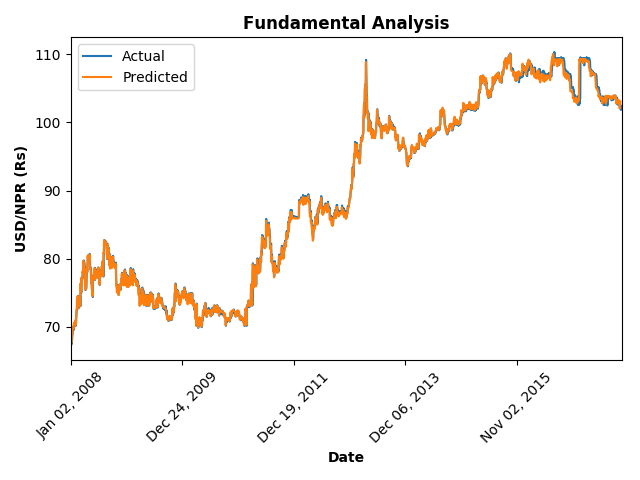 Fundamental Analysis
Actual
Predicted
USD/NPR (Rs)
110
100
90
80
70
Jan 02, 2008
Dec 24, 2009
Dec 19, 2011
Dec 06, 2013
Nov 02, 2015
Date